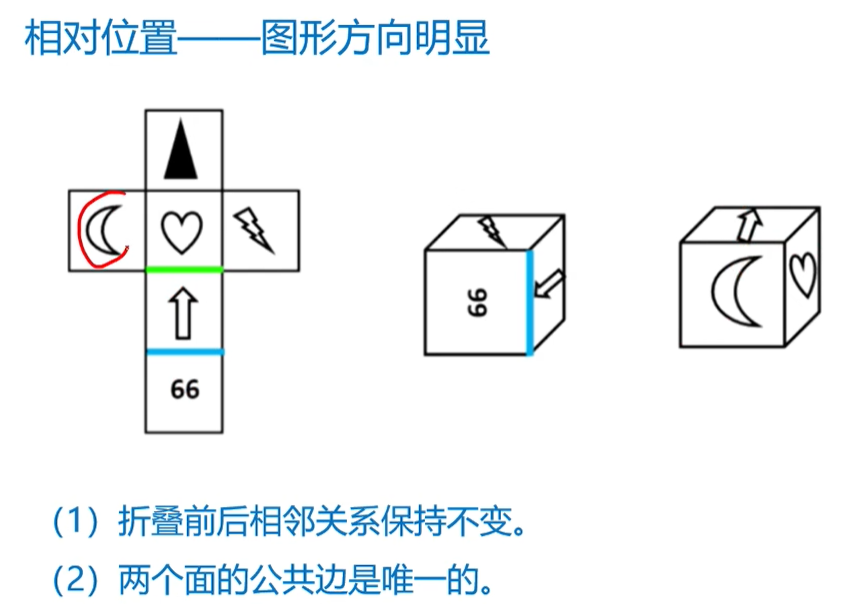 相对位置——图形方向明显
66
66
（1）折叠前后相邻关系保持不变。
（2）两个面的公共边是唯一的。